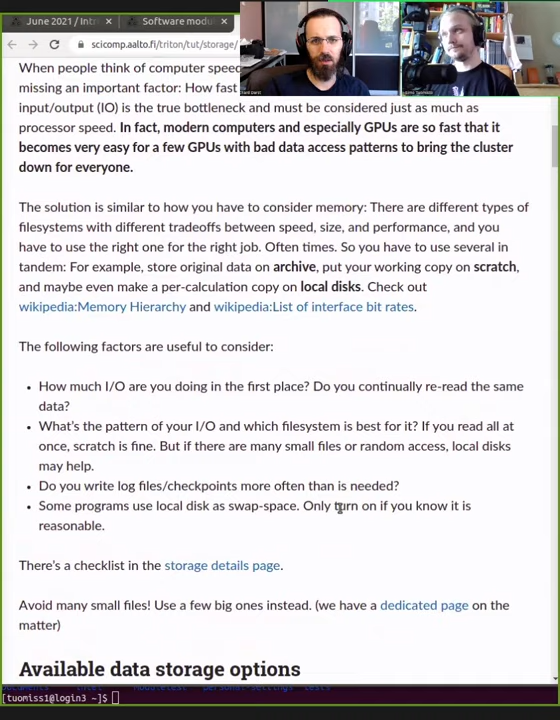 June 2021 / Intr
Software modu
scicomp.aalto.fi/triton/tut/storage/
When people think of computer speed
missing an important factor: How fast
input/output (IO) is the true bottleneck and must be considered just as much as
processor speed. In fact, modern computers and especially GPUs are so fast that it
becomes very easy for a few GPUs with bad data access patterns to bring the cluster
down for everyone.
The solution is similar to how you have to consider memory: There are different types of
filesystems with different tradeoffs between speed, size, and performance, and you
have to use the right one for the right job. Often times. So you have to use several in
tandem: For example, store original data on archive, put your working copy on scratch,
and maybe even make a per-calculation copy on local disks. Check out
wikipedia:Memory Hierarchy and wikipedia:List of interface bit rates.
The following factors are useful to consider:
• How much I/O are you doing in the first place? Do you continually re-read the same
data?
• What's the pattern of your I/O and which filesystem is best for it? If you read all at
once, scratch is fine. But if there are many small files or random access, local disks
may help.
• Do you write log files/checkpoints more often than is needed?
• Some programs use local disk as swap-space. Only turn on if you know it is
reasonable.
There's a checklist in the storage details page.
Avoid many small files! Use a few big ones instead. (we have a dedicated page on the
matter)
Available data storage options
[tuomiss1@login3 ~]$